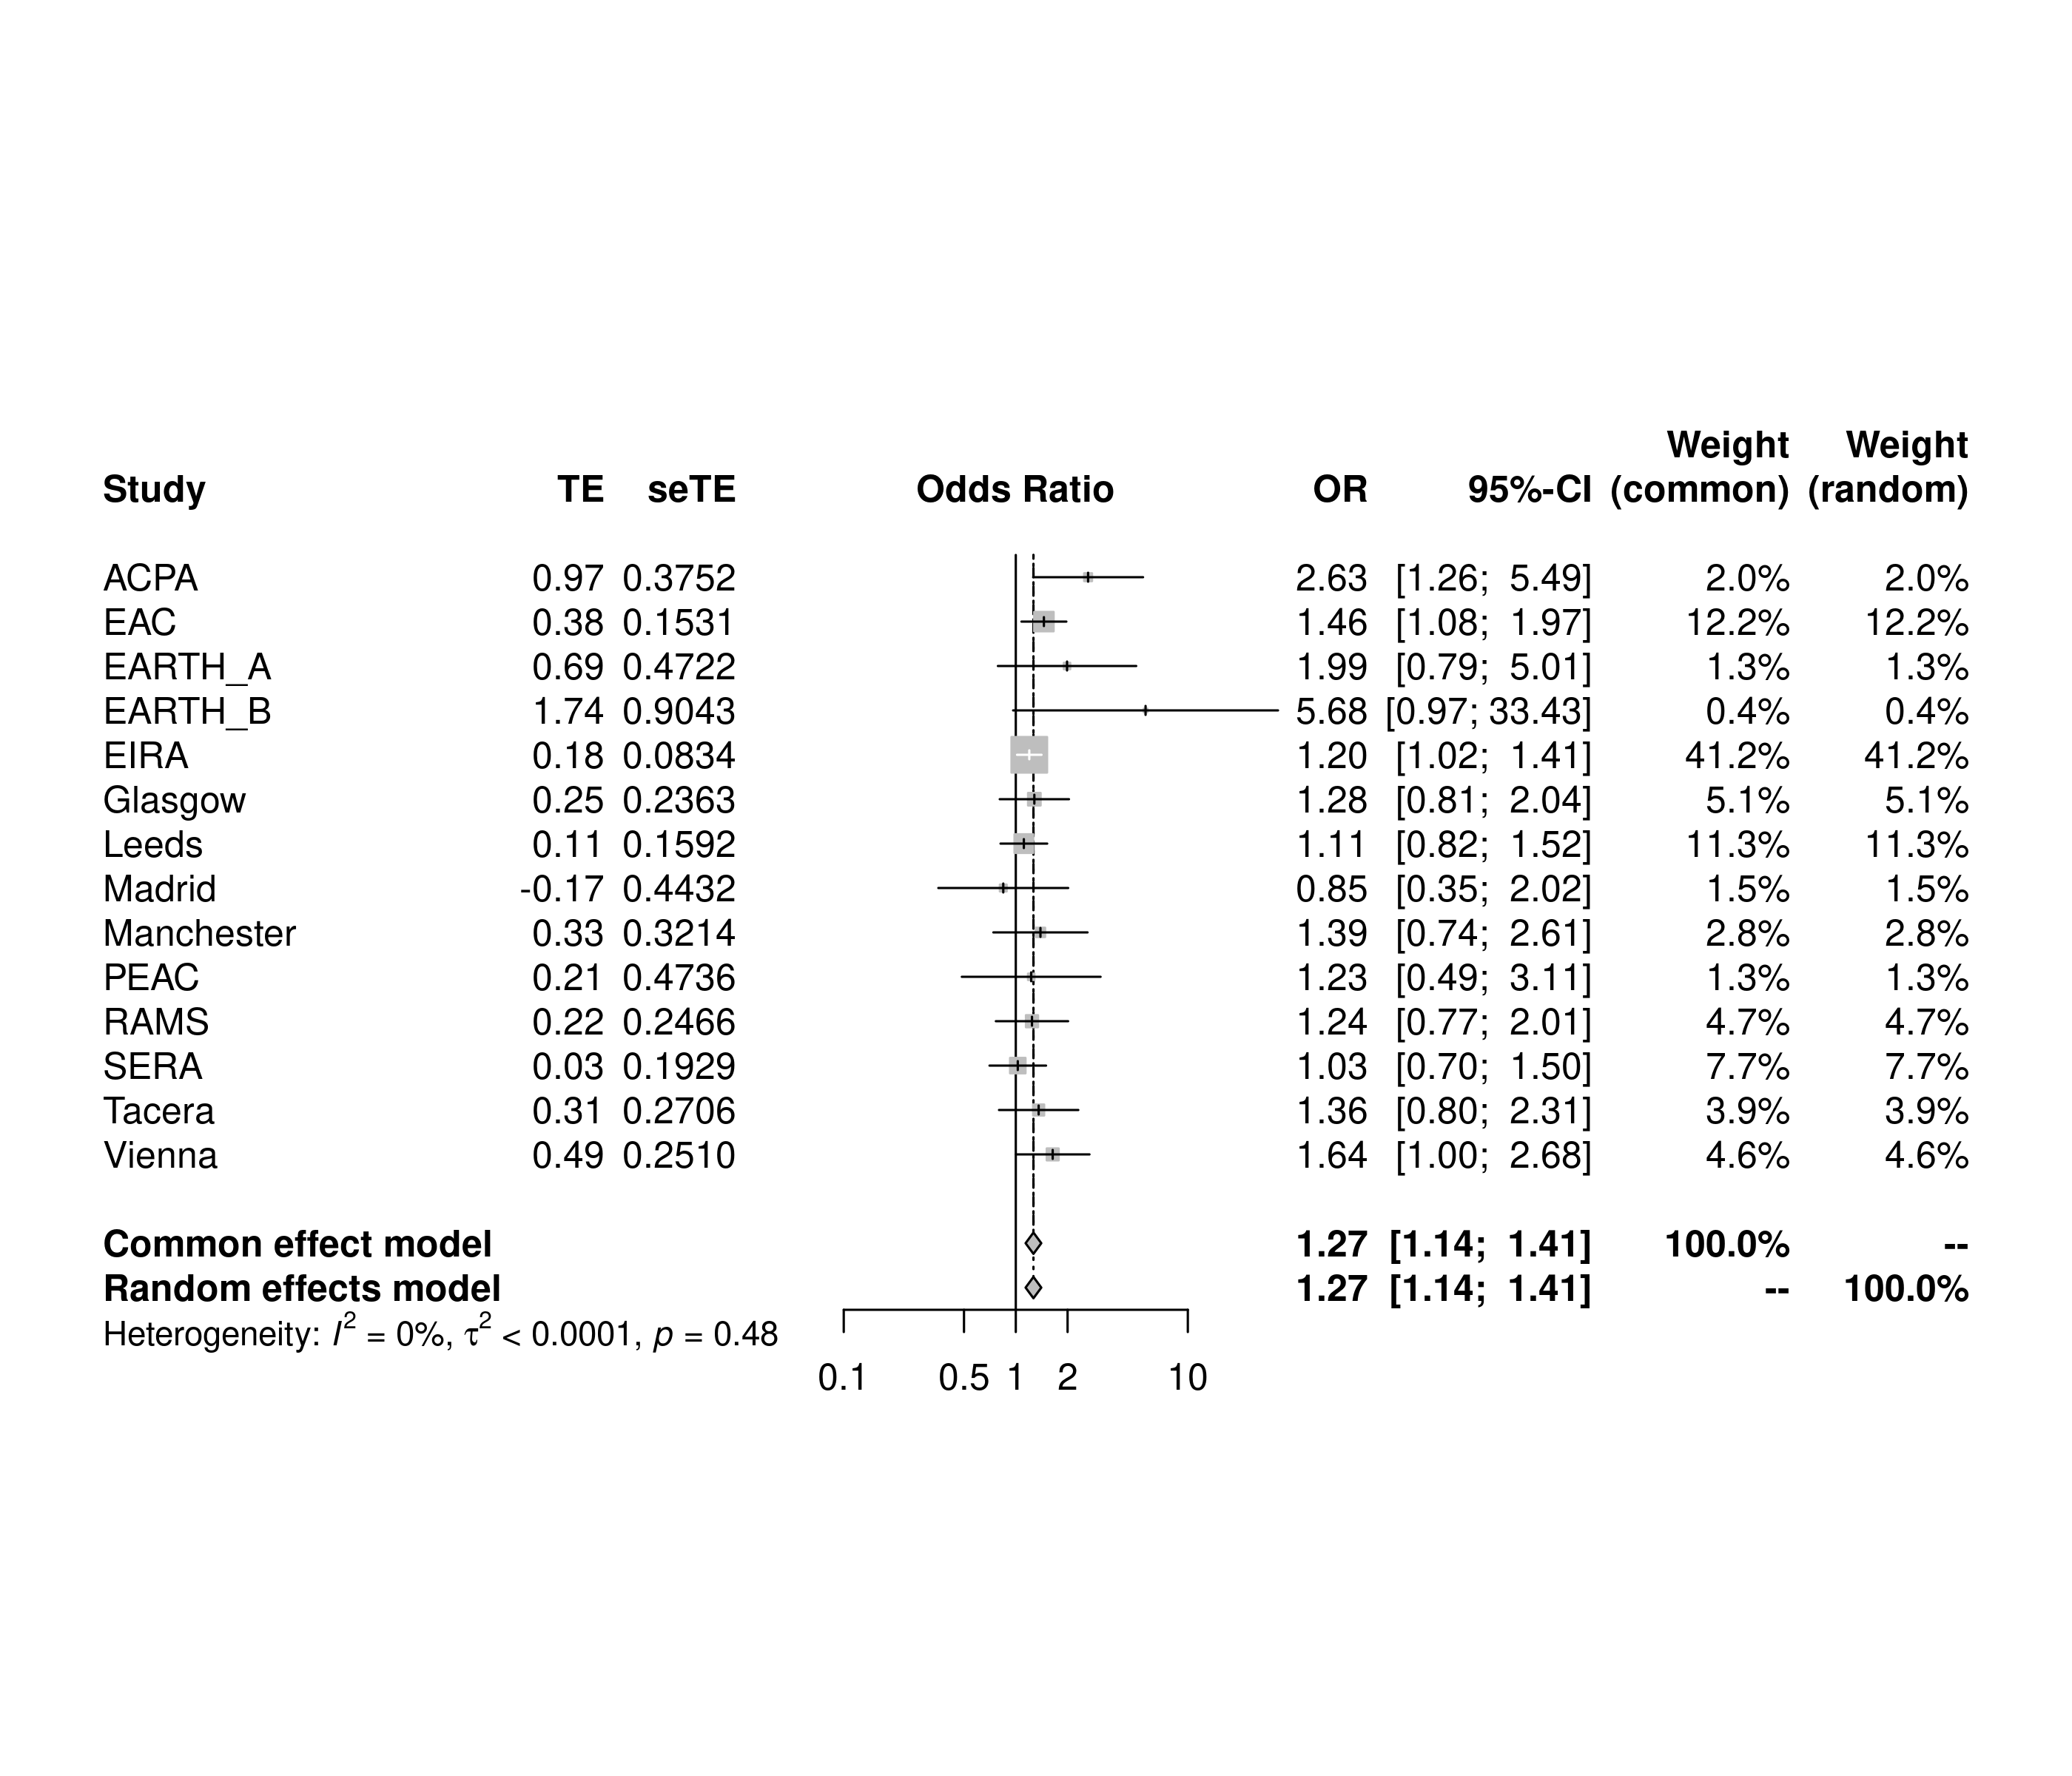 Weight Weight
Study TE seTE Odds Ratio OR 95%-CI (common) (random)
ACPA 0.97 0.3752 2.63 [1.26; 5.49] 2.0% 2.0%
EAC 0.38 0.1531 1.46 [1.08; 1.97] 12.2% 12.2%
EARTH_A 0.69 0.4722 1.99 [0.79; 5.01] 1.3% 1.3%
EARTH_B 1.74 0.9043 5.68 [0.97; 33.43] 0.4% 0.4%
EIRA 0.18 0.0834 1.20 [1.02; 1.41] 41.2% 41.2%
Glasgow 0.25 0.2363 1.28 [0.81; 2.04] 5.1% 5.1%
Leeds 0.11 0.1592 1.11 [0.82; 1.52] 11.3% 11.3%
Madrid -0.17 0.4432 0.85 [0.35; 2.02] 1.5% 1.5%
Manchester 0.33 0.3214 1.39 [0.74; 2.61] 2.8% 2.8%
PEAC 0.21 0.4736 1.23 [0.49; 3.11] 1.3% 1.3%
RAMS 0.22 0.2466 1.24 [0.77; 2.01] 4.7% 4.7%
SERA 0.03 0.1929 1.03 [0.70; 1.50] 7.7% 7.7%
Tacera 0.31 0.2706 1.36 [0.80; 2.31] 3.9% 3.9%
Vienna 0.49 0.2510 1.64 [1.00; 2.68] 4.6% 4.6%
Common effect model 1.27 [1.14; 1.41] 100.0% --
Random effects model 1.27 [1.14; 1.41] -- 100.0%
Heterogeneity: I² = 0%, τ² < 0.0001, p = 0.48
0.1 0.5 1 2 10